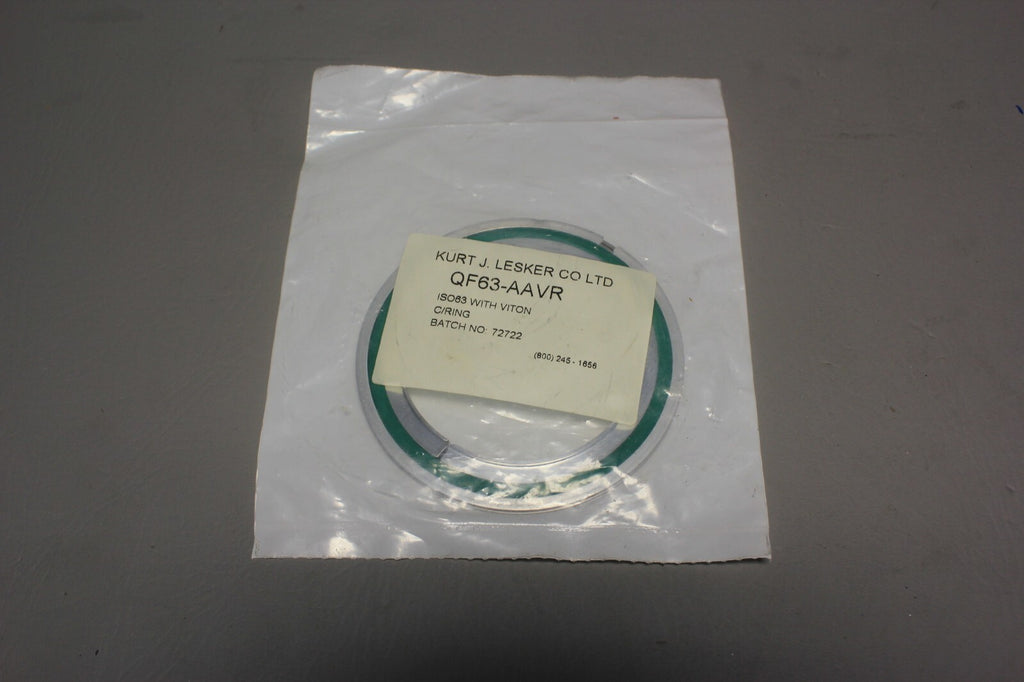 KURT J. LESKER CO LTD
QF63-AAVR
ISO63 WITH VITON
C/RING
BATCH NO: 72722
(800) 245 - 1656